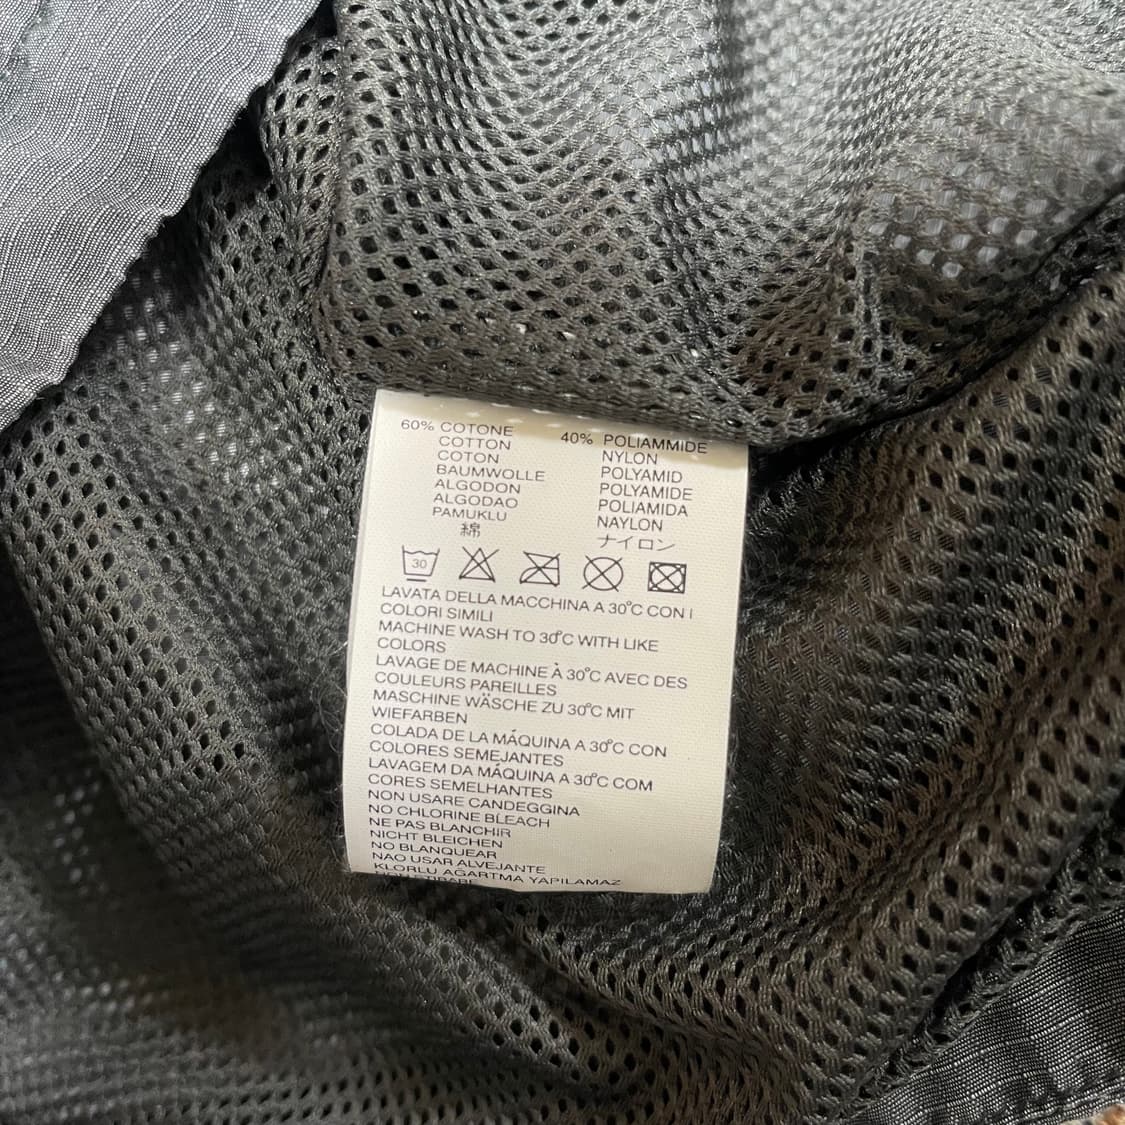 60% COTONE 40% POLIAMMIDE
COTTON NYLON
COTON POLYAMID
BAUMWOLLE POLYAMIDE
ALGODON POLIAMIDA
ALGODAO NAYLON
PAMUKLU ナイロン
綿
30
LAVATA DELLA MACCHINA A 30°C CON I
COLORI SIMILI
MACHINE WASH TO 30°C WITH LIKE
COLORS
LAVAGE DE MACHINE À 30°C AVEC DES
COULEURS PAREILLES
MASCHINE WÄSCHE ZU 30°C MIT
WIEFARBEN
COLADA DE LA MÁQUINA A 30°C CON
COLORES SEMEJANTES
LAVAGEM DA MÁQUINA A 30°C COM
CORES SEMELHANTES
NON USARE CANDEGGINA
NO CHLORINE BLEACH
NE PAS BLANCHIR
NICHT BLEICHEN
NO BLANQUEAR
NAO USAR ALVEJANTE
KLORLU AGARTMA YAPILAMAZ